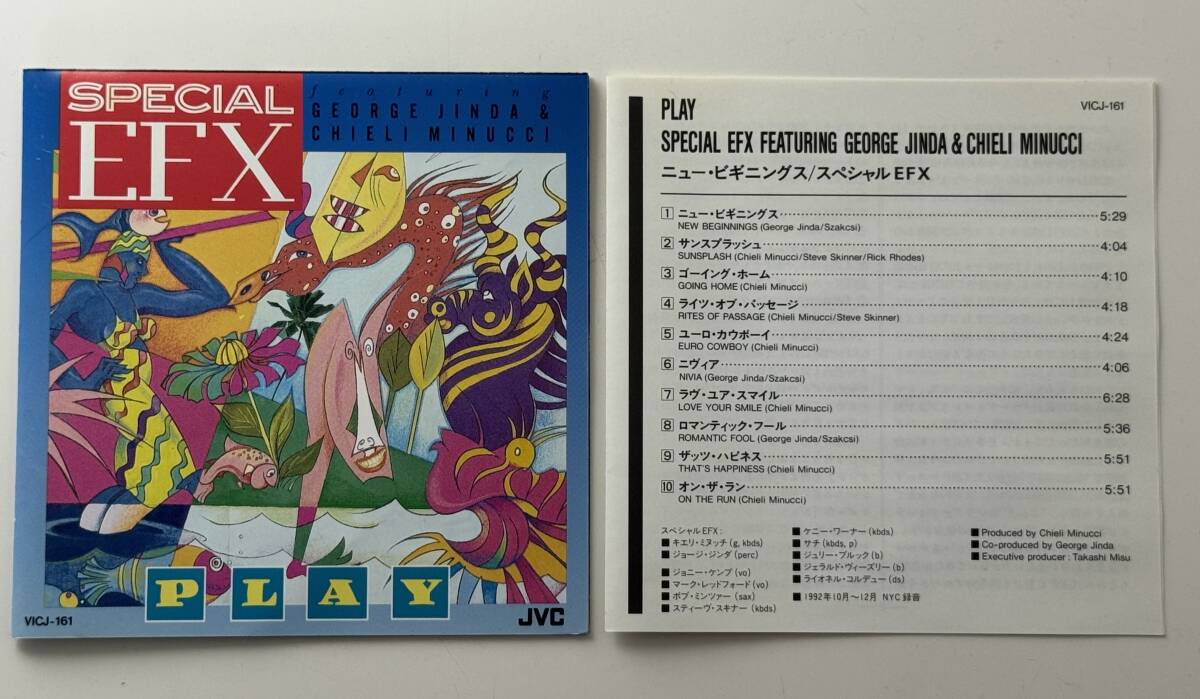 SPECIAL
EFX
featuring
GEORGE JINDA &
CHIELI MINUCCI
PLAY
VICJ-161
JVC
PLAY
VICJ-161
SPECIAL EFX FEATURING GEORGE JINDA & CHIELI MINUCCI
ニュー・ビギニングス/スペシャルEFX
1 ニュー・ビギニングス 5:29
NEW BEGINNINGS (George Jinda/Szakcsi)
2 サンスプラッシュ 4:04
SUNSPLASH (Chieli Minucci/Steve Skinner/Rick Rhodes)
3 ゴーイング・ホーム 4:10
GOING HOME (Chieli Minucci)
4 ライツ・オブ・パッセージ 4:18
RITES OF PASSAGE (Chieli Minucci/Steve Skinner)
5 ユーロ・カウボーイ 4:24
EURO COWBOY (Chieli Minucci)
6 ニヴィア 4:06
NIVIA (George Jinda/Szakcsi)
7 ラヴ・ユア・スマイル 6:28
LOVE YOUR SMILE (Chieli Minucci)
8 ロマンティック・フール 5:36
ROMANTIC FOOL (George Jinda/Szakcsi)
9 ザッツ・ハピネス 5:51
THAT'S HAPPINESS (Chieli Minucci)
10 オン・ザ・ラン 5:51
ON THE RUN (Chieli Minucci)
スペシャルEFX:
■キエリ・ミヌッチ(g, kbds)
■ジョージ・ジンダ(perc)
■ジョニー・ケンプ(vo)
■マーク・レッドフォード(vo)
■ボブ・ミンツァー(sax)
■スティーヴ・スキナー(kbds)
■ケニー・ワーナー(kbds)
■サチ(kbds, p)
■ジュリー・ブルック(b)
■ジェラルド・ヴィーズリー(b)
■ライオネル・コルデュー(ds)
■1992年10月〜12月 NYC 録音
■Produced by Chieli Minucci
■Co-produced by George Jinda
■Executive producer : Takashi Misu